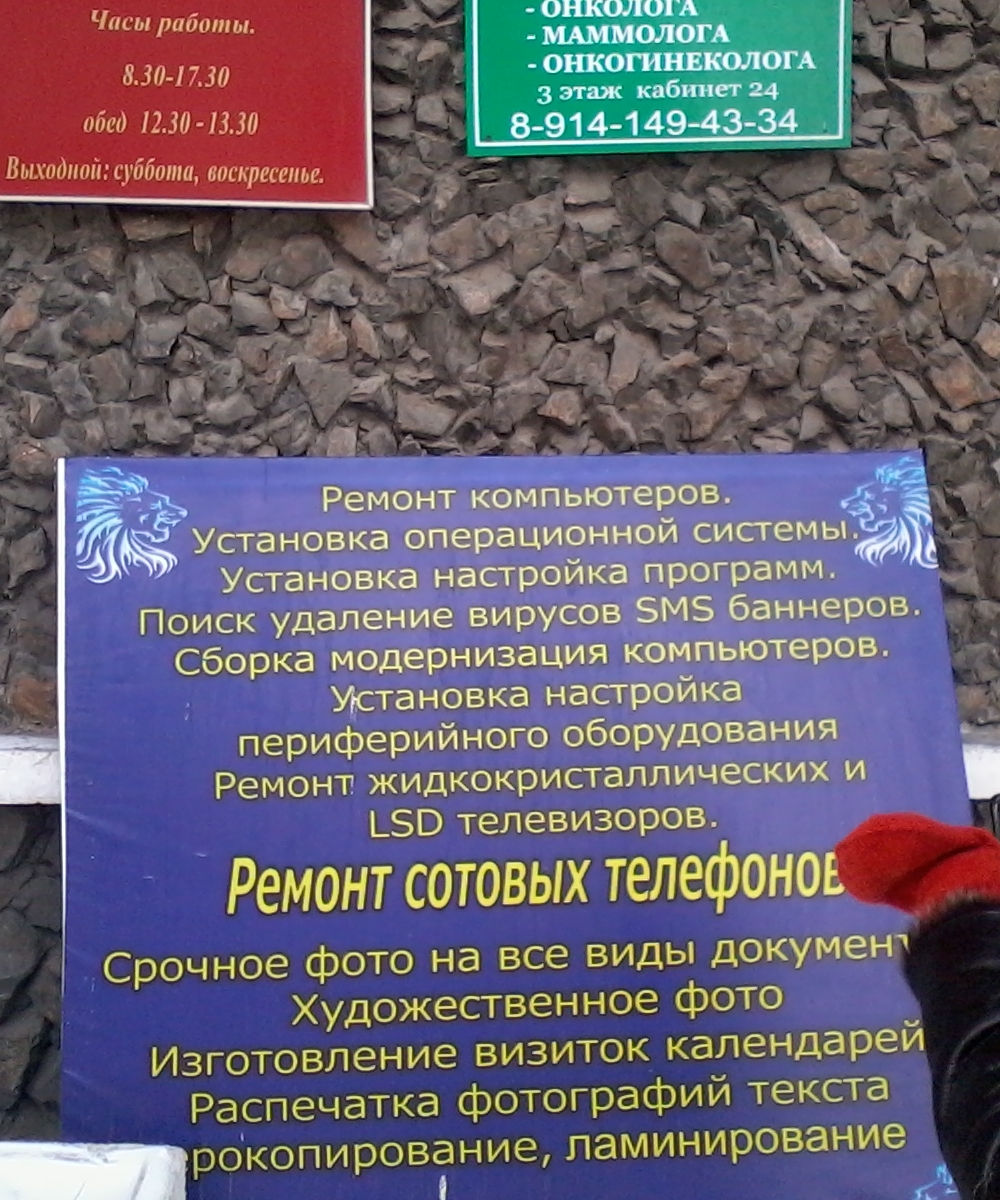 Часы работы.
8.30-17.30
обед 12.30-13.30
Выходной: суббота, воскресенье.
- ОНКОЛОГА
- МАММОЛОГА
- ОНКОГИНЕКОЛОГА
3 этаж кабинет 24
8-914-149-43-34
Ремонт компьютеров.
Установка операционной системы.
Установка настройка программ.
Поиск удаление вирусов SMS баннеров.
Сборка модернизация компьютеров.
Установка настройка
периферийного оборудования
Ремонт жидкокристаллических и
LSD телевизоров.
Ремонт сотовых телефонов
Срочное фото на все виды документ
Художественное фото
Изготовление визиток календарей
Распечатка фотографий текста
ерокопирование, ламинирование